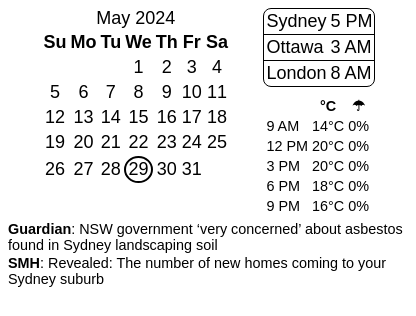 May 2024
Su Mo Tu We Th Fr Sa
1 2 3 4
5 6 7 8 9 10 11
12 13 14 15 16 17 18
19 20 21 22 23 24 25
26 27 28 29 30 31
Sydney 5 PM
Ottawa 3 AM
London 8 AM
°C ☂
9 AM 14°C 0%
12 PM 20°C 0%
3 PM 20°C 0%
6 PM 18°C 0%
9 PM 16°C 0%
Guardian: NSW government ‘very concerned’ about asbestos
found in Sydney landscaping soil
SMH: Revealed: The number of new homes coming to your
Sydney suburb